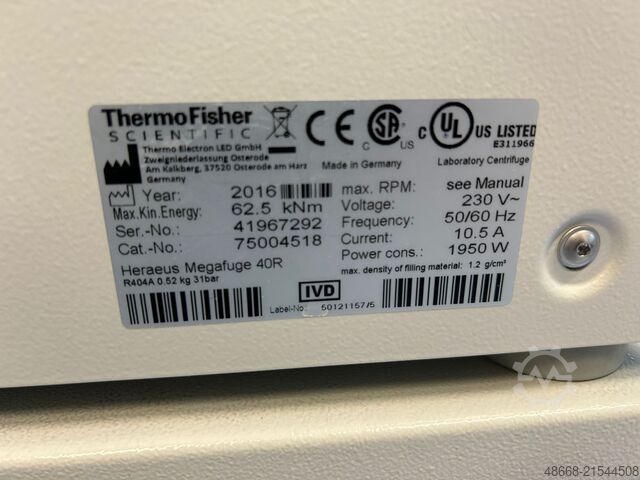 ThermoFisher
SCIENTIFIC
Thermo Electron LED GmbH
Zweigniederlassung Osterode
Am Kalkberg, 37520 Osterode am Harz
Germany
Made in Germany
CE
C SA US
C UL US LISTED
E311966
Laboratory Centrifuge
Year: 2016
Max.Kin.Energy: 62.5 kNm
Ser.-No.: 41967292
Cat.-No.: 75004518
max. RPM: see Manual
Voltage: 230 V~
Frequency: 50/60 Hz
Current: 10.5 A
Power cons.: 1950 W
Heraeus Megafuge 40R
R404A 0.52 kg 31bar
max. density of filling material: 1.2 g/cm³
IVD
Label-No.: 50121157/5
48668-21544508